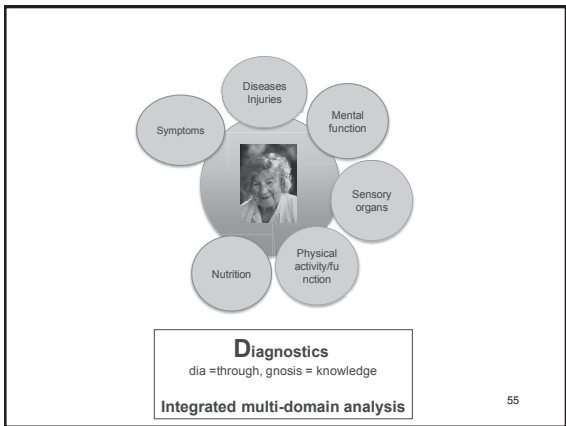 Diseases
Injuries
Mental
function
Symptoms
Sensory
organs
Physical
activity/fu
nction
Nutrition
Diagnostics
dia =through, gnosis = knowledge
Integrated multi-domain analysis
55